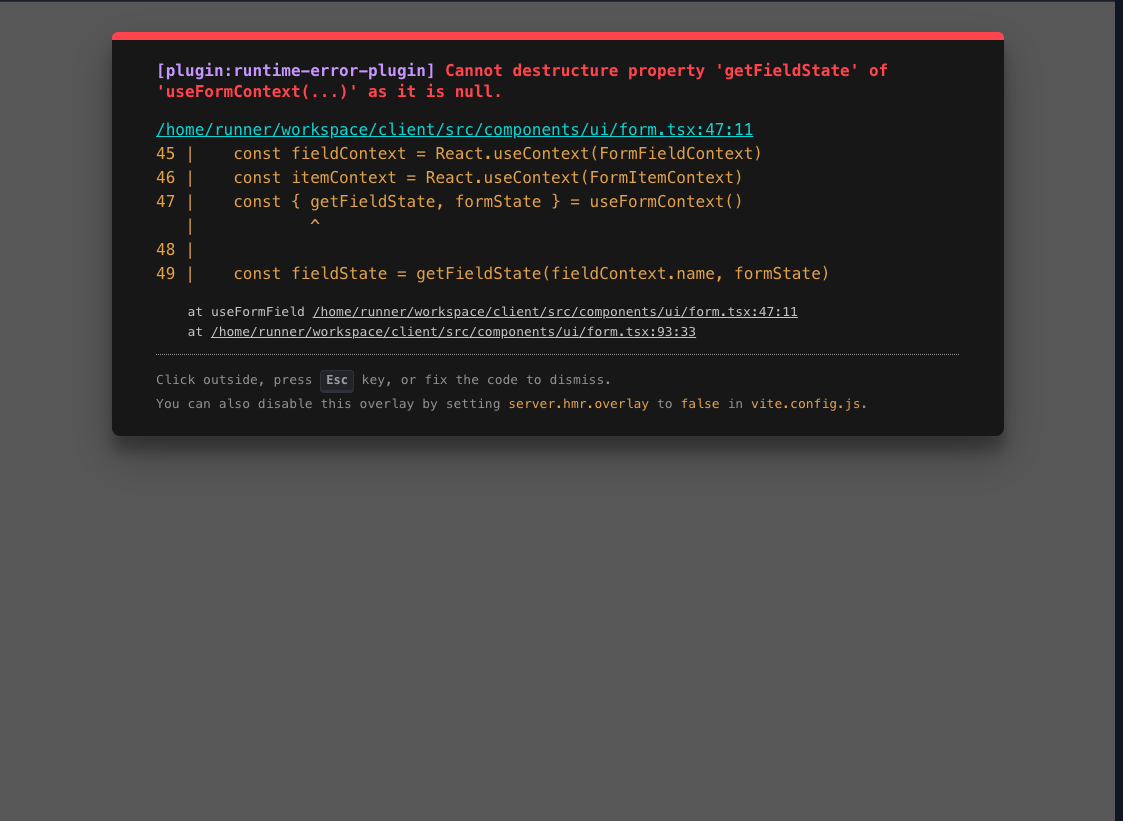 [plugin:runtime-error-plugin] Cannot destructure property 'getFieldState' of
'useFormContext(...)' as it is null.
/home/runner/workspace/client/src/components/ui/form.tsx:47:11
45 |    const fieldContext = React.useContext(FormFieldContext)
46 |    const itemContext = React.useContext(FormItemContext)
47 |    const { getFieldState, formState } = useFormContext()
   |            ^
48 |
49 |    const fieldState = getFieldState(fieldContext.name, formState)
at useFormField /home/runner/workspace/client/src/components/ui/form.tsx:47:11
at /home/runner/workspace/client/src/components/ui/form.tsx:93:33
Click outside, press Esc key, or fix the code to dismiss.
You can also disable this overlay by setting server.hmr.overlay to false in vite.config.js.